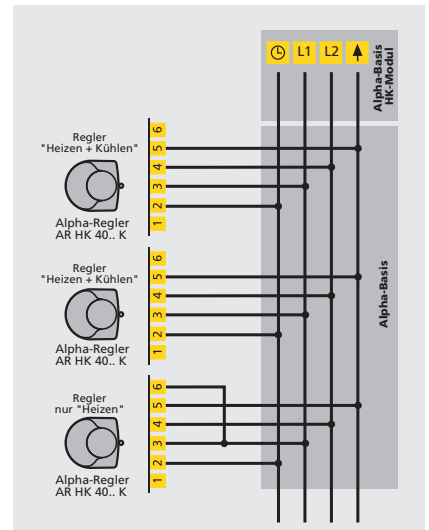 L1 L2
Alpha-Basis
HK-Modul
Alpha-Basis
Regler
"Heizen + Kühlen"
Alpha-Regler
AR HK 40.. K
6
5
4
3
2
1
Regler
"Heizen + Kühlen"
Alpha-Regler
AR HK 40.. K
6
5
4
3
2
1
Regler
nur "Heizen"
Alpha-Regler
AR HK 40.. K
6
5
4
3
2
1